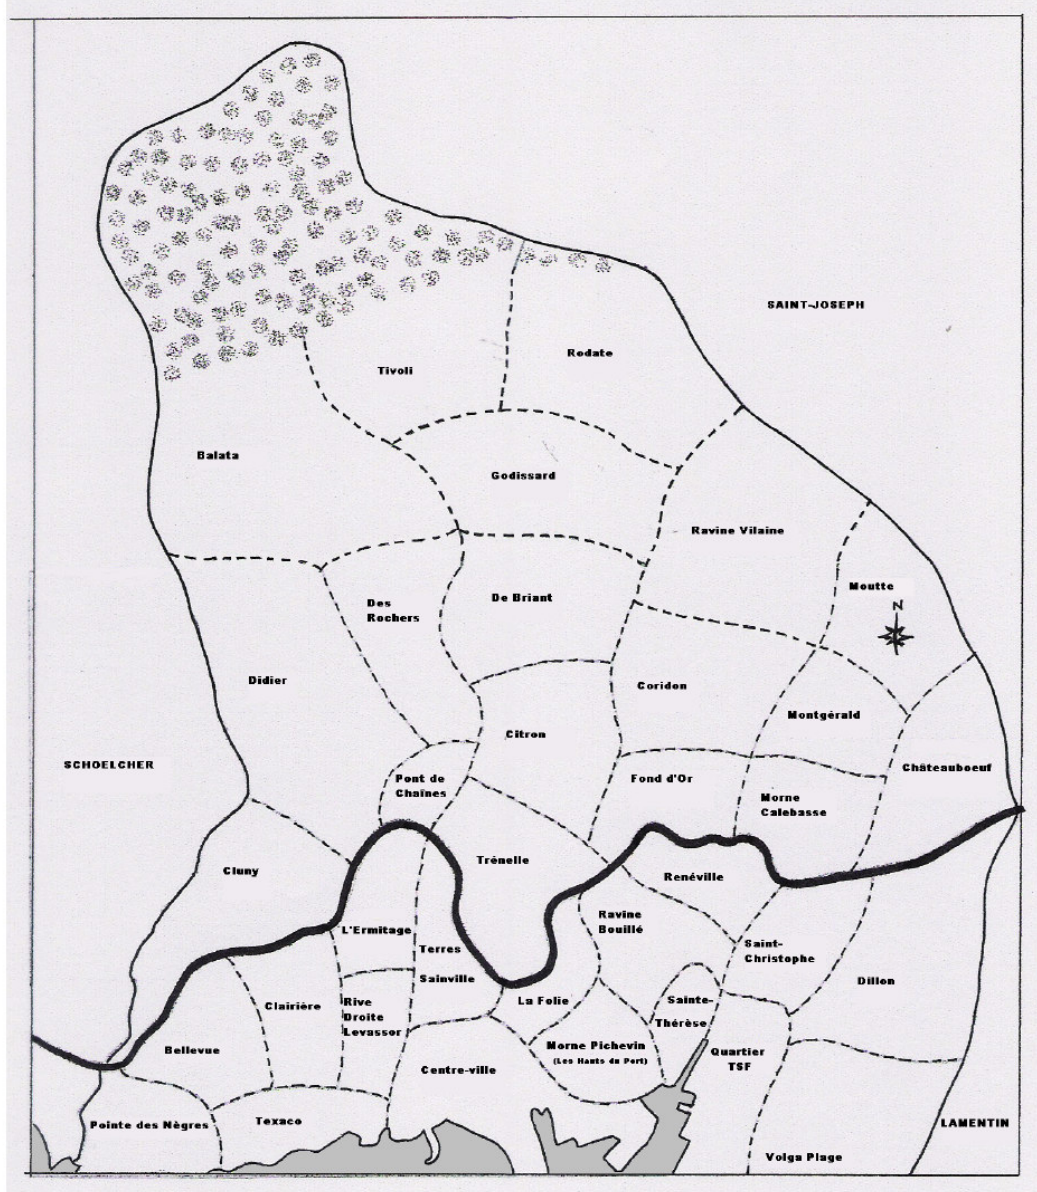 SAINT-JOSEPH
Rodate
Tivoli
Balata
Godissard
Ravine Vilaine
Moutte
N
De Briant
Des
Rochers
Didier
Coridon
Montgérald
Citron
SCHOELCHER
Châteauboeuf
Pont de
Chaînes
Fond d'Or
Morne
Calebasse
Trénelle
Cluny
Renéville
L'Ermitage
Ravine
Bouillé
Terres
Sainville
Saint-
Christophe
Dillon
Clairière
Rive
Droite
Levassor
La Folie
Sainte-
Thérèse
Bellevue
Morne Pichevin
(Les Hauts du Port)
Quartier
TSF
Centre-ville
Pointe des Nègres
Texaco
LAMENTIN
Volga Plage